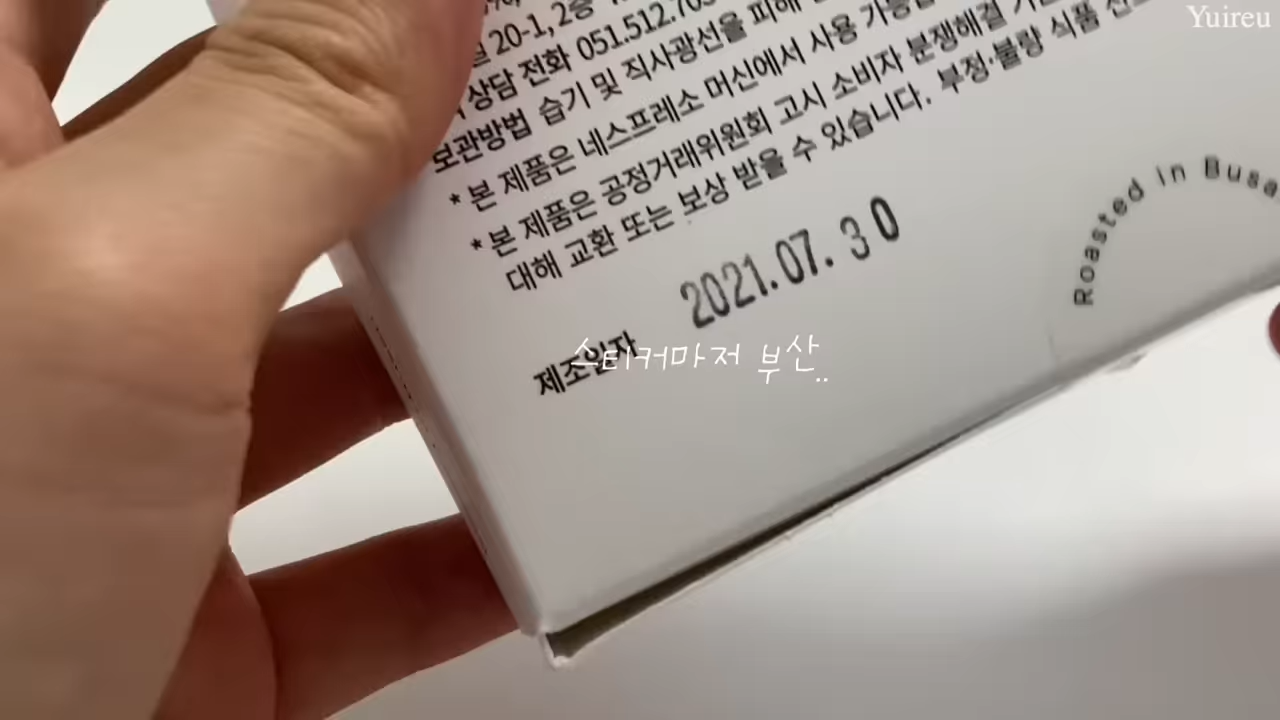 Yuireu
20-1, 2층
상담 전화 051.512.703
보관방법 습기 및 직사광선을 피해
* 본 제품은 네스프레소 머신에서 사용 가능
* 본 제품은 공정거래위원회 고시 소비자 분쟁해결
대해 교환 또는 보상 받을 수 있습니다. 부정·불량 식품
2021.07.30
제조일자
스티커마저 부산..
Roasted in Busa